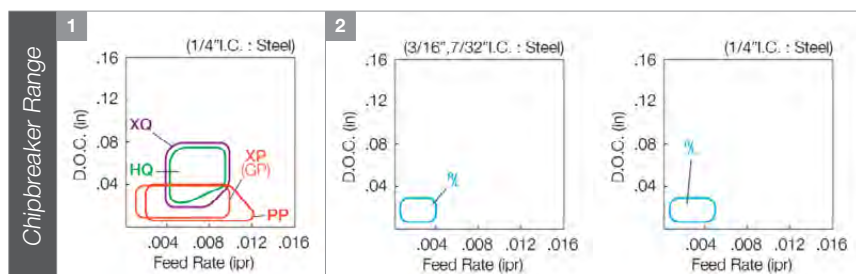 Chipbreaker Range
1
(1/4"I.C. : Steel)
D.O.C. (in)
.16
.12
.08
.04
XQ
HQ
XP
(GP)
PP
.004 .008 .012 .016
Feed Rate (ipr)
2
(3/16",7/32"I.C. : Steel)
D.O.C. (in)
.16
.12
.08
.04
R/L
.004 .008 .012 .016
Feed Rate (ipr)
(1/4"I.C. : Steel)
D.O.C. (in)
.16
.12
.08
.04
.004 .008 .012 .016
Feed Rate (ipr)